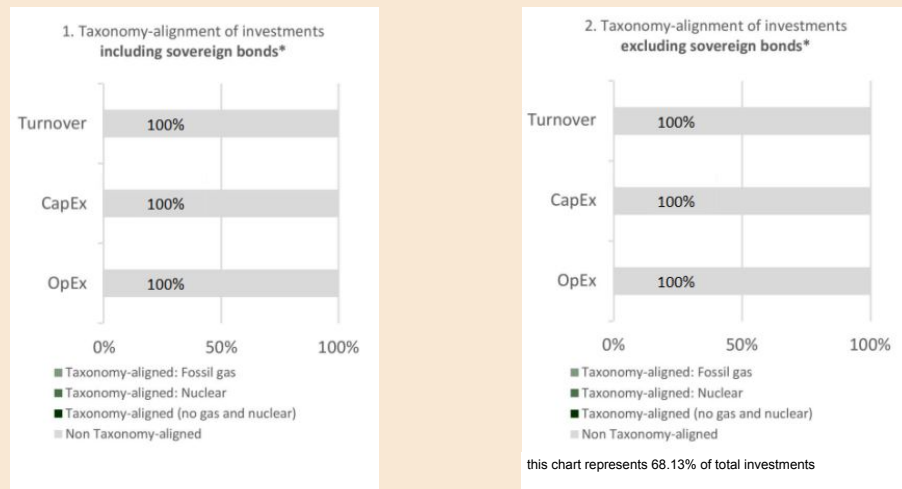 1. Taxonomy-alignment of investments
including sovereign bonds*
Turnover
100%
CapEx
100%
OpEx
100%
0%
50%
100%
Taxonomy-aligned: Fossil gas
Taxonomy-aligned: Nuclear
Taxonomy-aligned (no gas and nuclear)
Non Taxonomy-aligned
2. Taxonomy-alignment of investments
excluding sovereign bonds*
Turnover
100%
CapEx
100%
OpEx
100%
0%
50%
100%
Taxonomy-aligned: Fossil gas
Taxonomy-aligned: Nuclear
Taxonomy-aligned (no gas and nuclear)
Non Taxonomy-aligned
this chart represents 68.13% of total investments